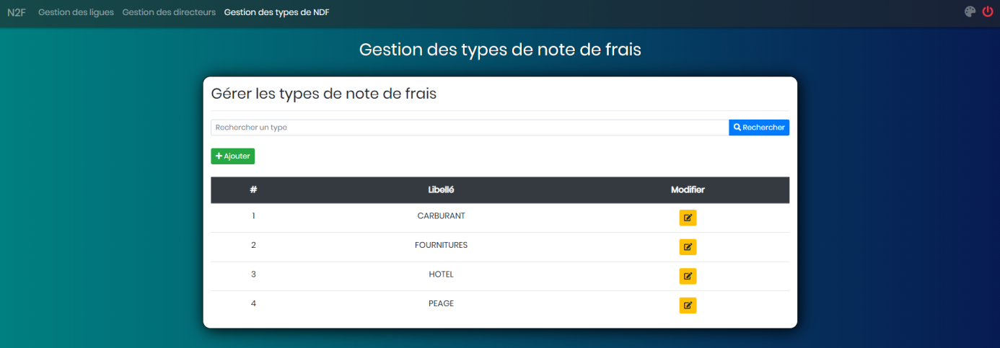 N2F Gestion des ligues Gestion des directeurs Gestion des types de NDF
Gestion des types de note de frais
Gérer les types de note de frais
Rechercher un type Rechercher
Ajouter
# Libellé Modifier
1 CARBURANT
2 FOURNITURES
3 HOTEL
4 PEAGE